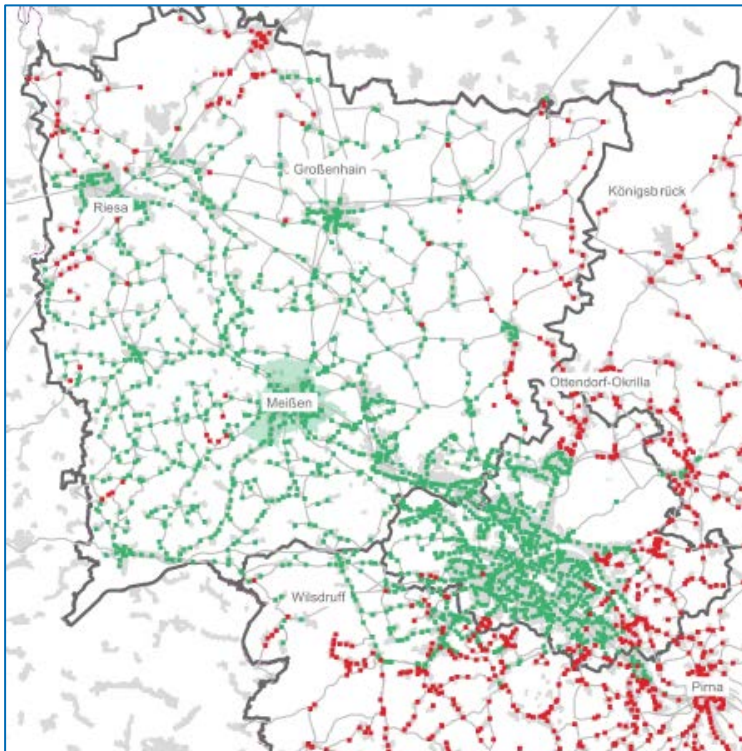 Großenhain
Königsbrück
Riesa
Ottendorf-Okrilla
Meißen
Wilsdruff
Pirna